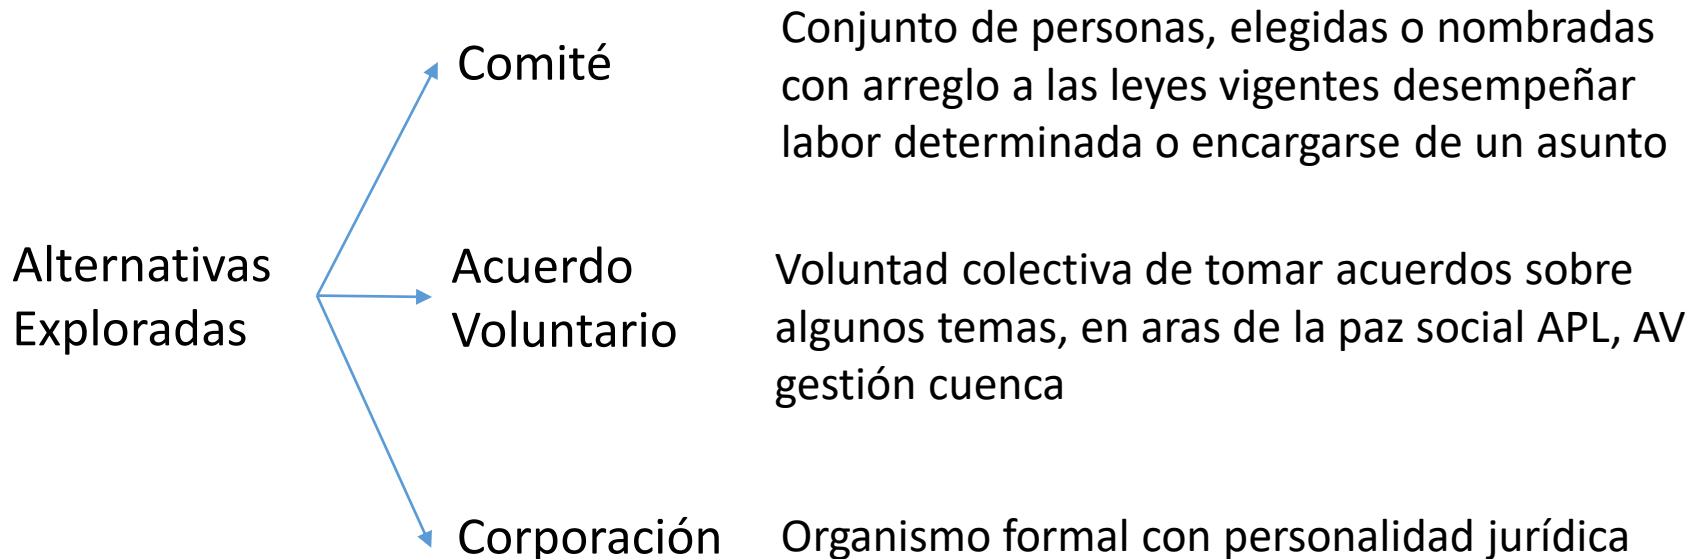 Alternativas
Exploradas
Comité
Conjunto de personas, elegidas o nombradas
con arreglo a las leyes vigentes desempeñar
labor determinada o encargarse de un asunto
Acuerdo
Voluntario
Voluntad colectiva de tomar acuerdos sobre
algunos temas, en aras de la paz social APL, AV
gestión cuenca
Corporación
Organismo formal con personalidad jurídica